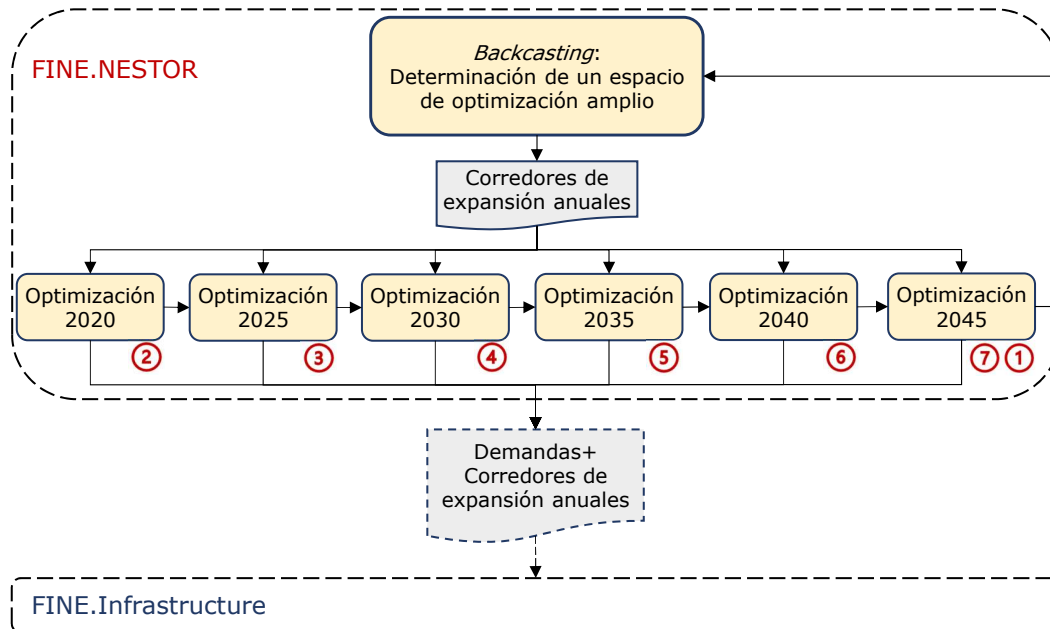 FINE.NESTOR
Backcasting:
Determinación de un espacio
de optimización amplio
Corredores de
expansión anuales
Optimización
2020
Optimización
2025
Optimización
2030
Optimización
2035
Optimización
2040
Optimización
2045
2
3
4
5
6
7 1
Demandas+
Corredores de
expansión anuales
FINE.Infrastructure